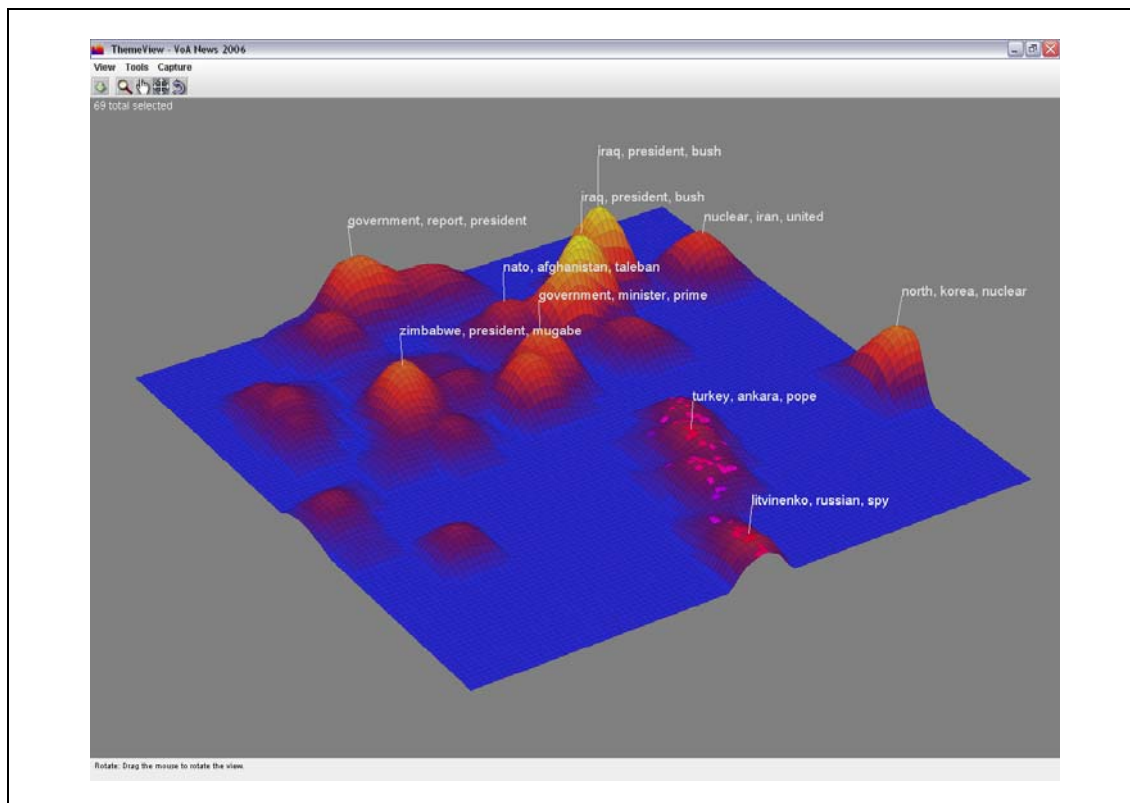 ThemeView - VoA News 2006
View Tools Capture
69 total selected
iraq, president, bush
iraq, president, bush
government, report, president
nuclear, iran, united
nato, afghanistan, taleban
government, minister, prime
north, korea, nuclear
zimbabwe, president, mugabe
turkey, ankara, pope
litvinenko, russian, spy
Rotate: Drag the mouse to rotate the view.